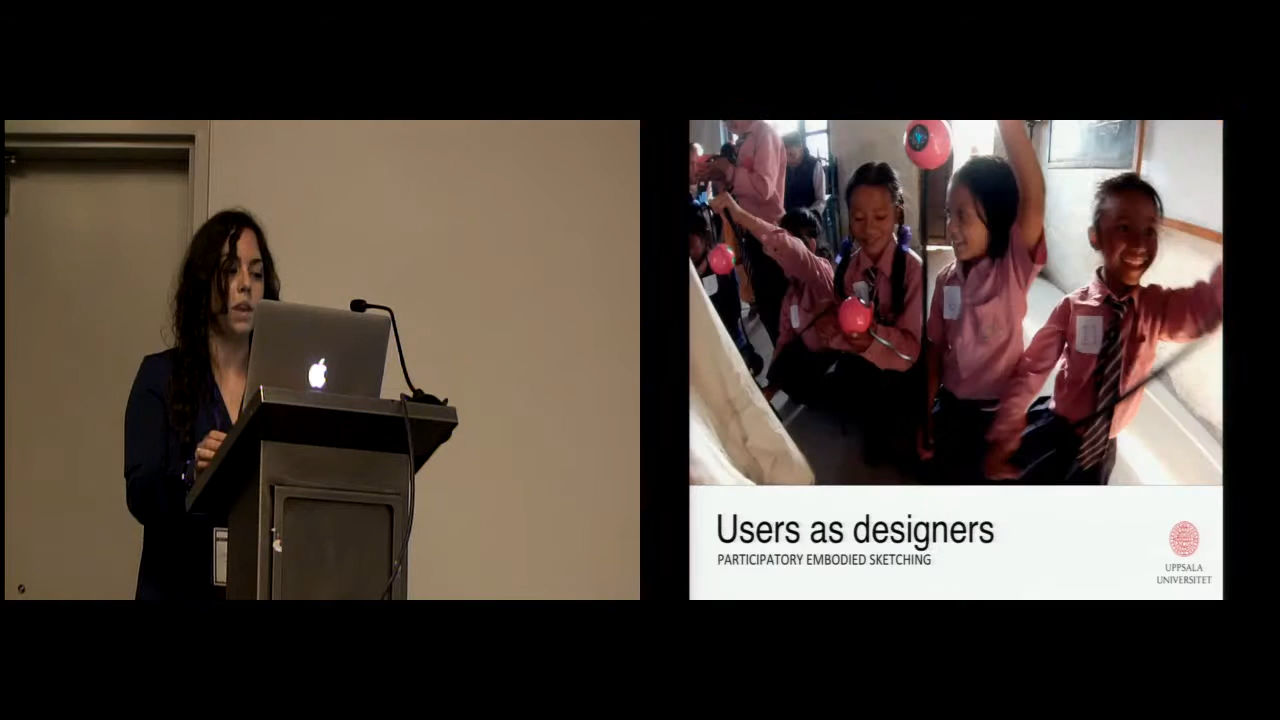 Users as designers
PARTICIPATORY EMBODIED SKETCHING
UPPSALA
UNIVERSITET